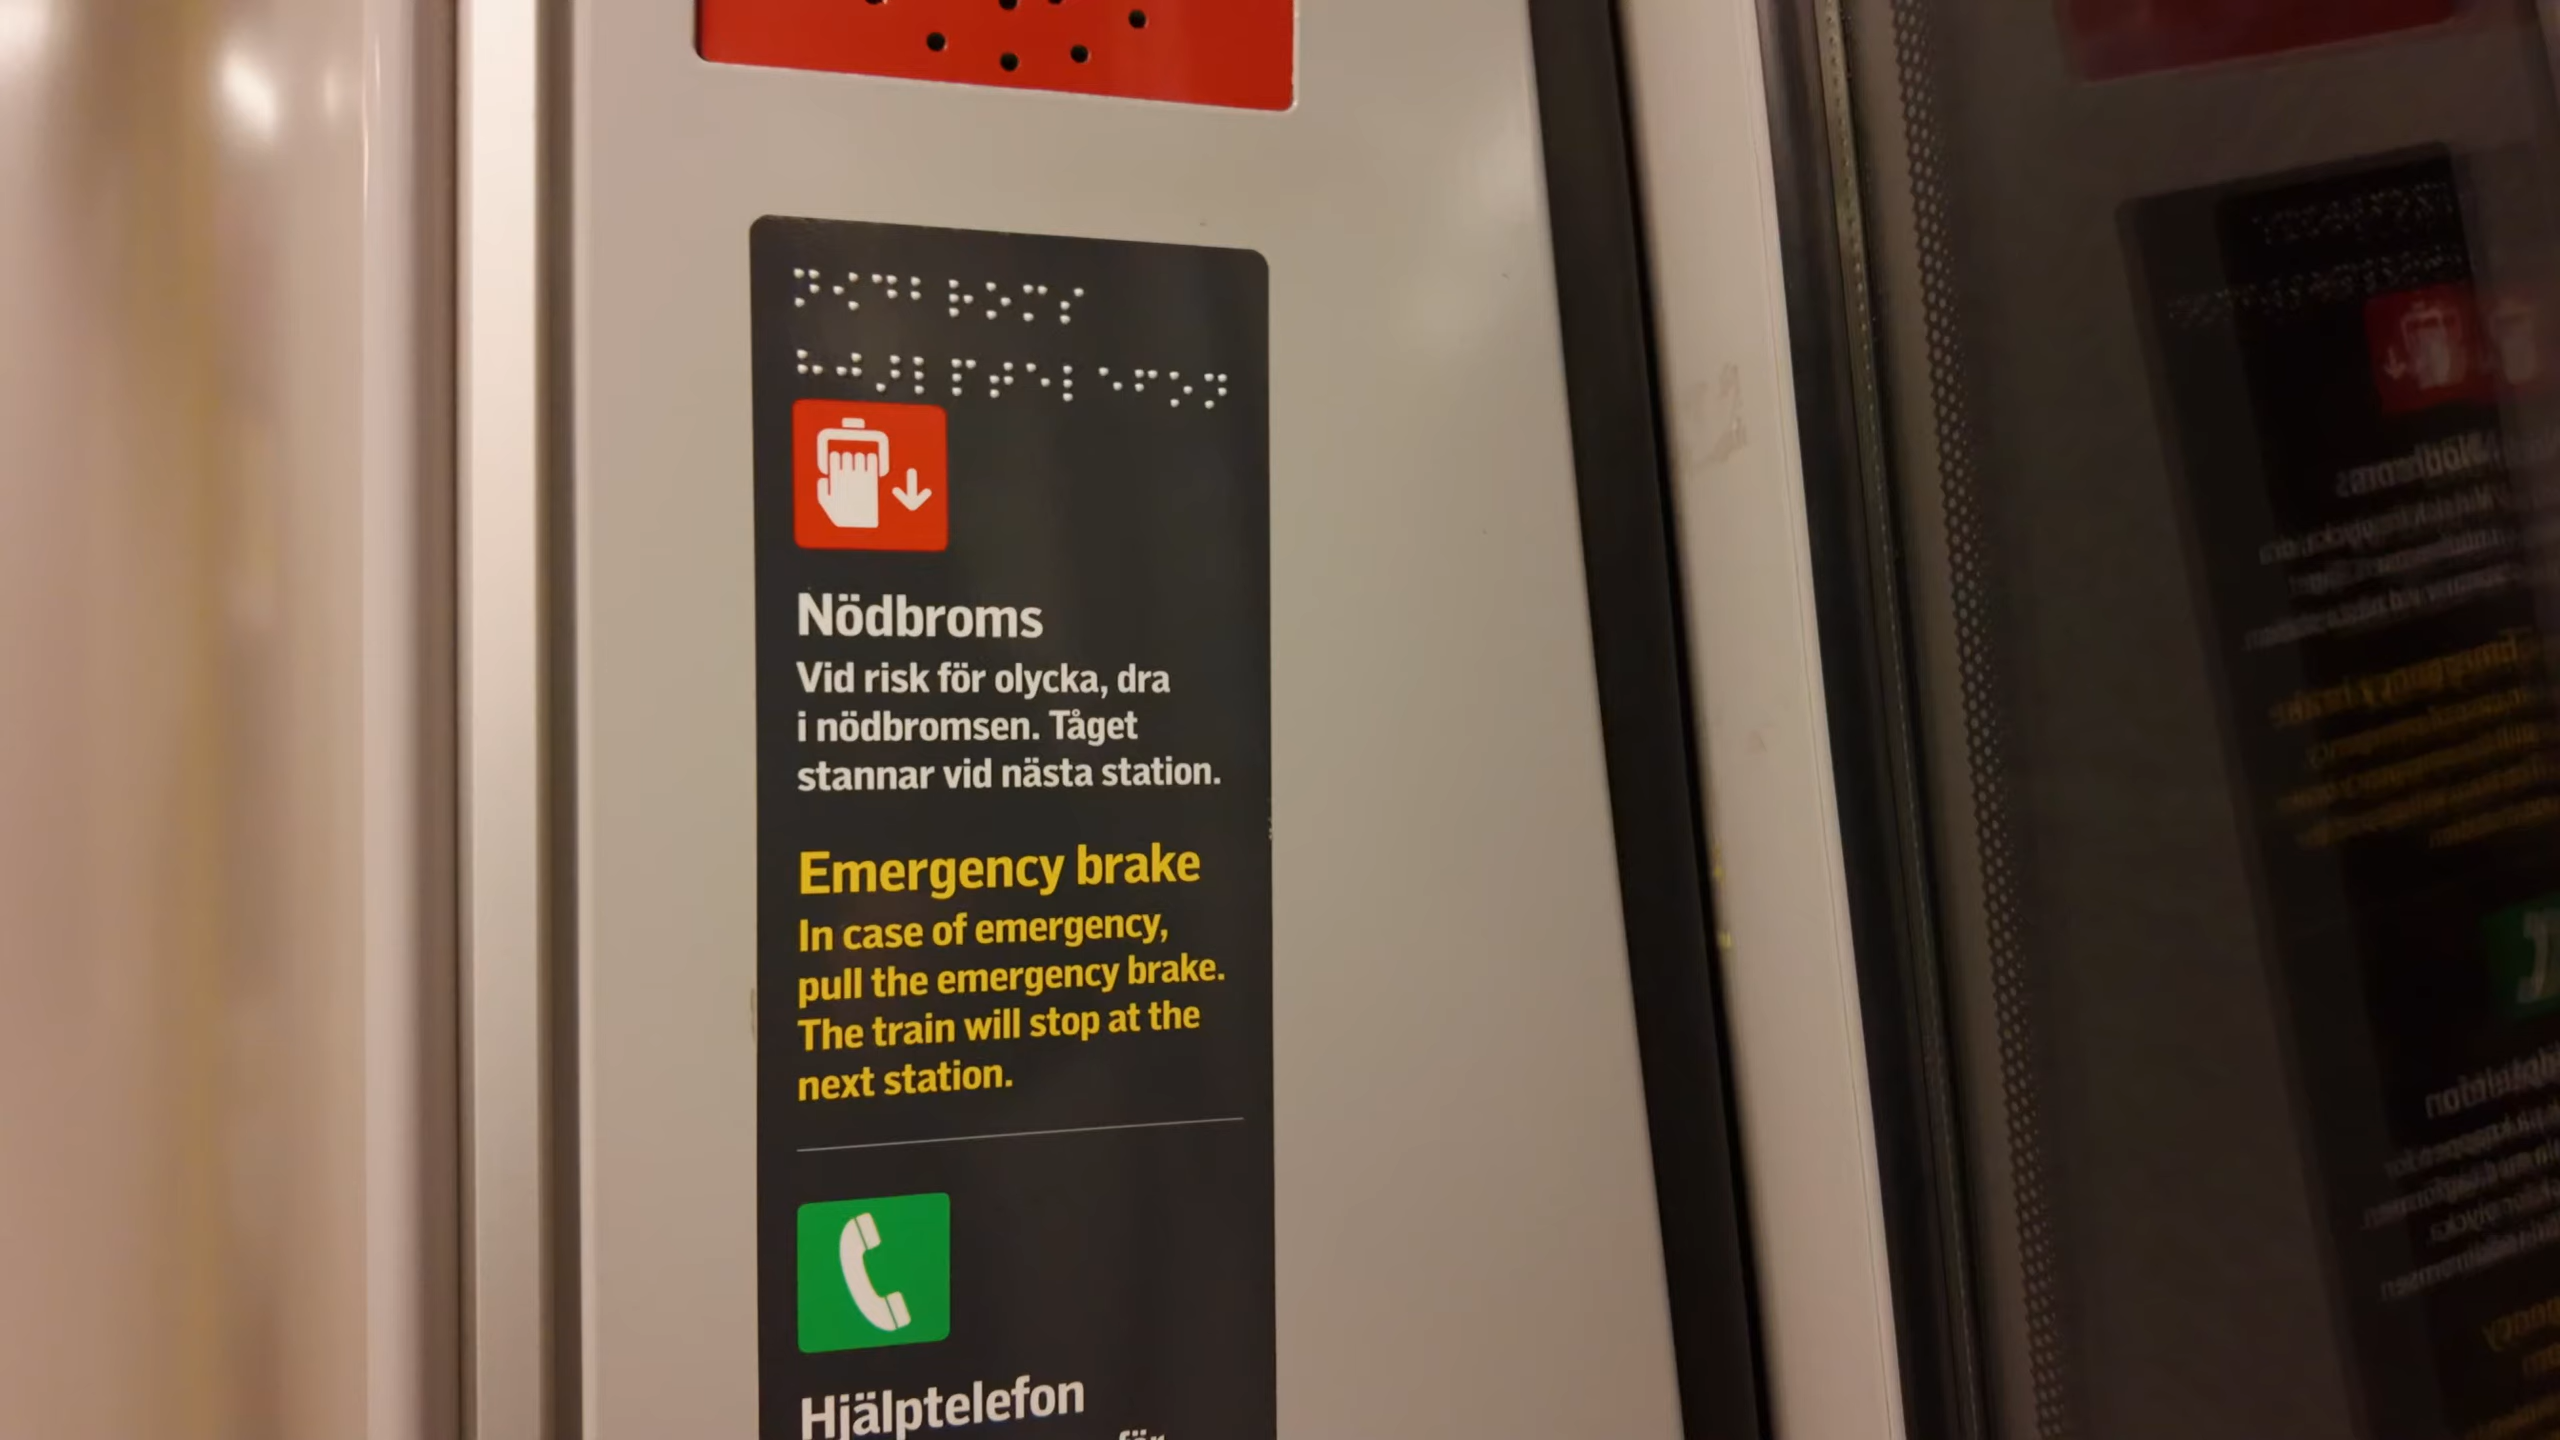 ⠝⠪⠙⠃⠗⠕⠍⠎
⠓⠚⠜⠇⠏⠞⠑⠇⠑⠋⠕⠝
Nödbroms
Vid risk för olycka, dra
i nödbromsen. Tåget
stannar vid nästa station.
Emergency brake
In case of emergency,
pull the emergency brake.
The train will stop at the
next station.
Hjälptelefon
för